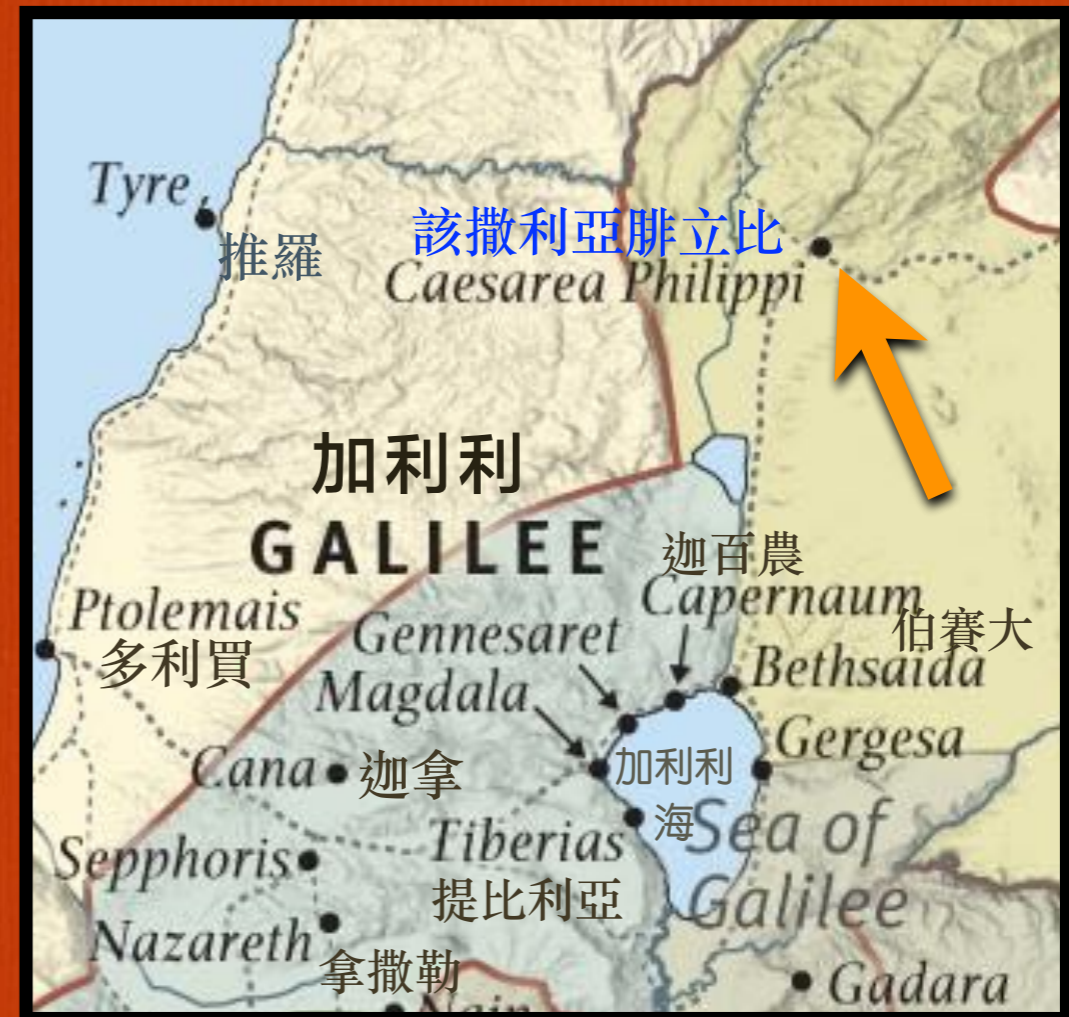 Tyre
推羅
該撒利亞腓立比
Caesarea Philippi
加利利
GALILEE
迦百農
Capernaum
Ptolemais
多利買
Gennesaret
伯賽大
Bethsaida
Magdala
Gergesa
Cana
迦拿
加利利
海
Sea of
Galilee
Sepphoris
Tiberias
提比利亞
Nazareth
拿撒勒
Gadara
Nain